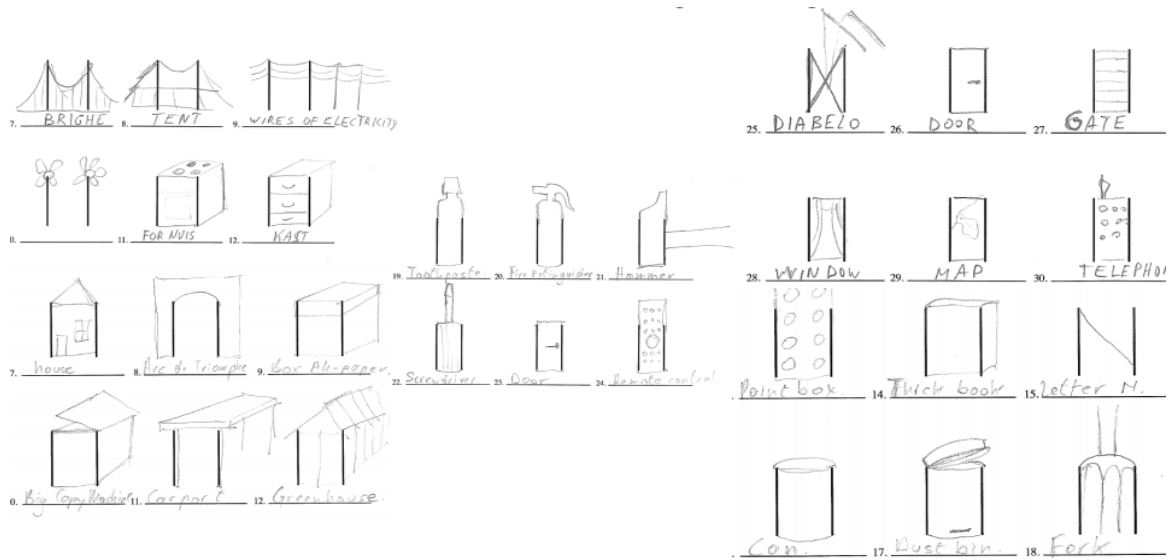 7. BRIGHE
8. TENT
9. WIRES OF ELECTRICITY
0.
11. FORNUIS
12. KAST
7. house
8. Arc de Triomphe
9. Box A4-paper
0. Big Copy Machine
11. Carport
12. Greenhouse.
19. Toothpaste
20. Fire Extinguisher
21. Hammer
22. Screwdriver
23. Door
24. Remote control.
25. DIABELO
26. DOOR
27. GATE
28. WINDOW
29. MAP
30. TELEPHON
Paint box.
14. Thick book
15. Letter N.
Can.
17. Dust bin.
18. Fork